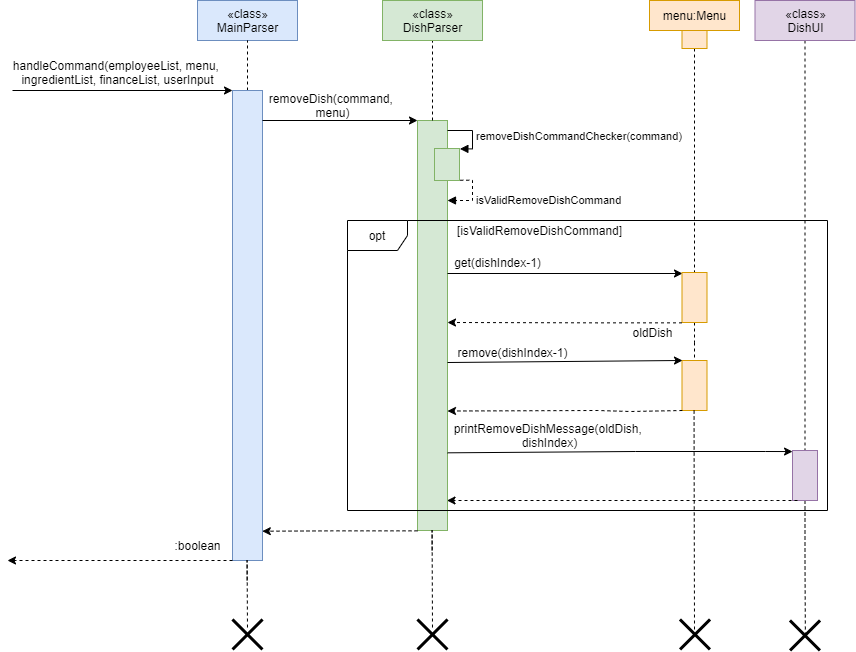 «class»
MainParser
«class»
DishParser
menu:Menu
«class»
DishUI
handleCommand(employeeList, menu,
ingredientList, financeList, userInput
removeDish(command,
menu)
removeDishCommandChecker(command)
isValidRemoveDishCommand
opt
[isValidRemoveDishCommand]
get(dishIndex-1)
oldDish
remove(dishIndex-1)
printRemoveDishMessage(oldDish,
dishIndex)
:boolean